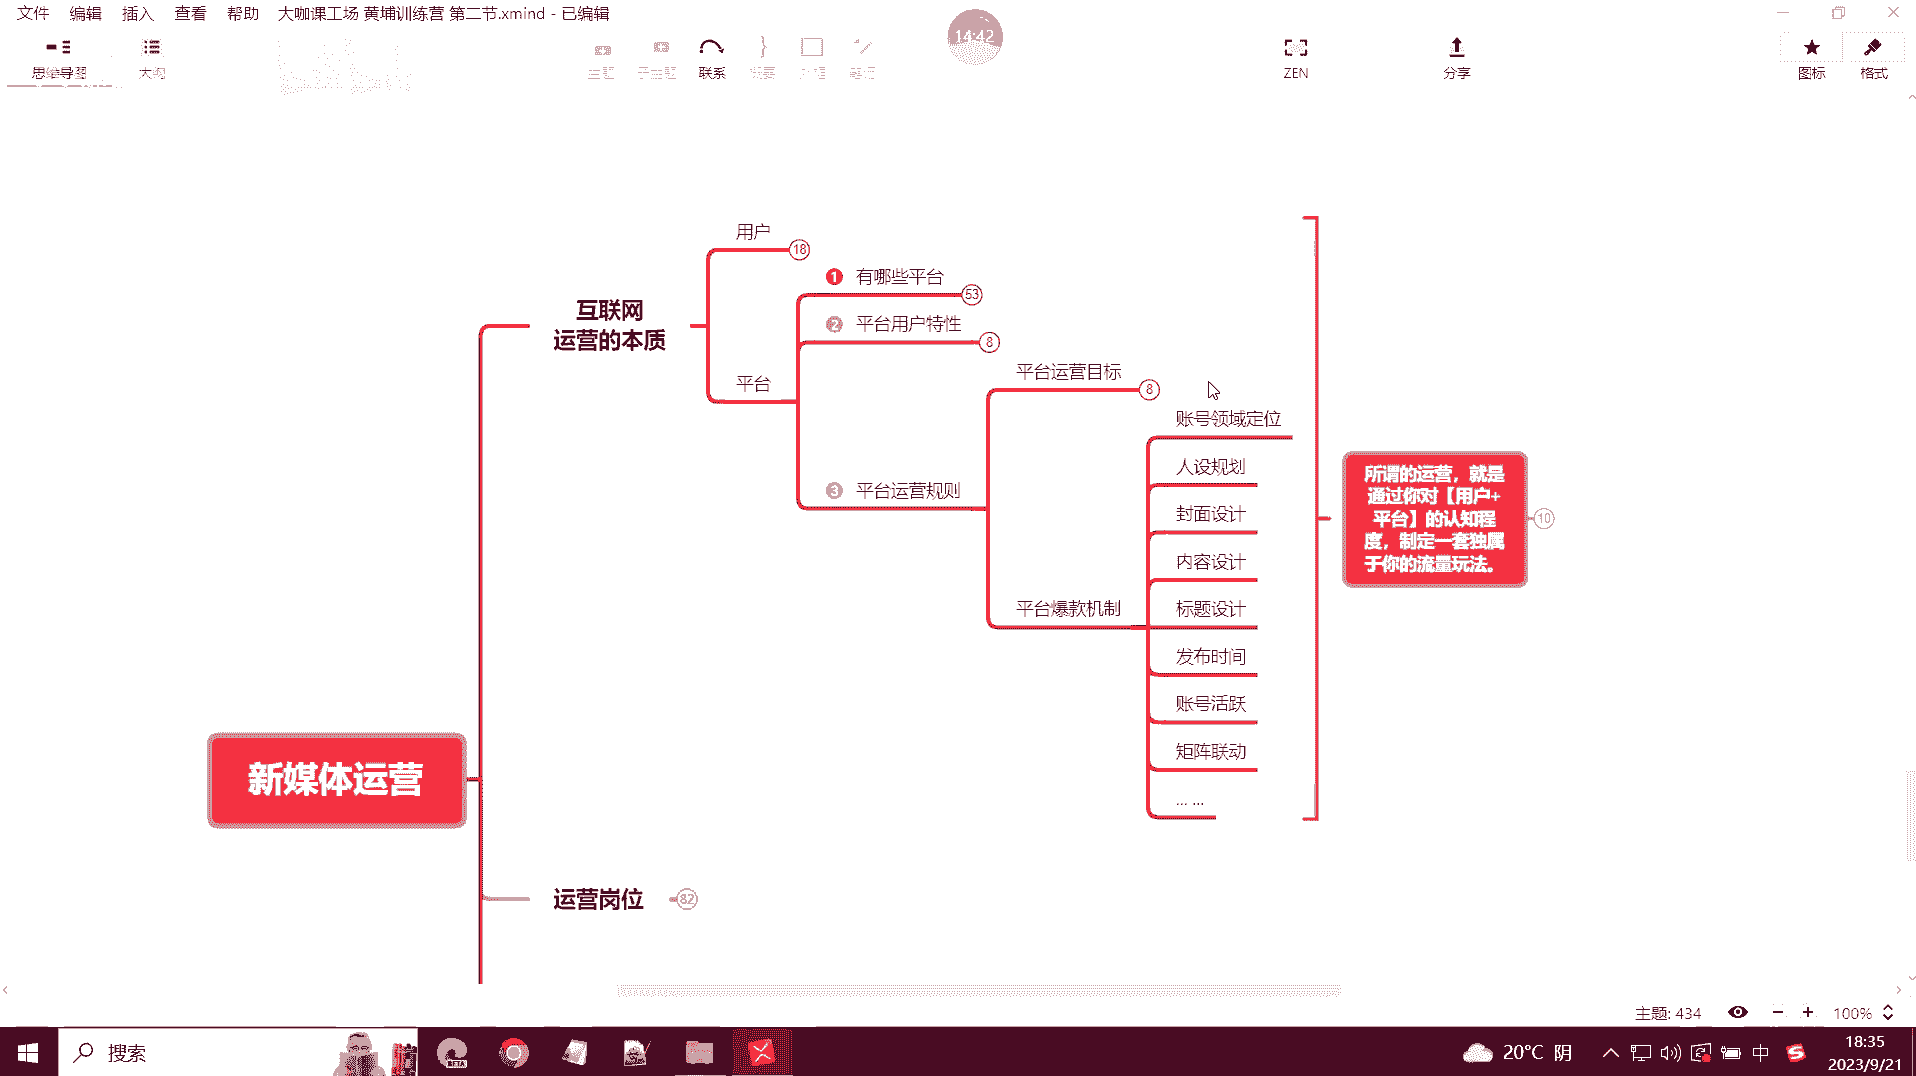 文件 编辑 插入 查看 帮助 大咖课工场 黄埔训练营 第二节.xmind - 已编辑
14:42
思维导图 大纲 主题 子主题 联系 概要 外框 笔记 ZEN 分享 图标 格式
用户
18
1 有哪些平台
53
2 平台用户特性
8
互联网
运营的本质
平台
平台运营目标
8
账号领域定位
人设规划
3 平台运营规则
封面设计
内容设计
平台爆款机制
标题设计
发布时间
账号活跃
矩阵联动
... ...
所谓的运营，就是
通过你对【用户+
平台】的认知程
度，制定一套独属
于你的流量玩法。
10
新媒体运营
运营岗位
82
主题: 434
100%
搜索
BETA
20°C 阴
中
18:35
2023/9/21